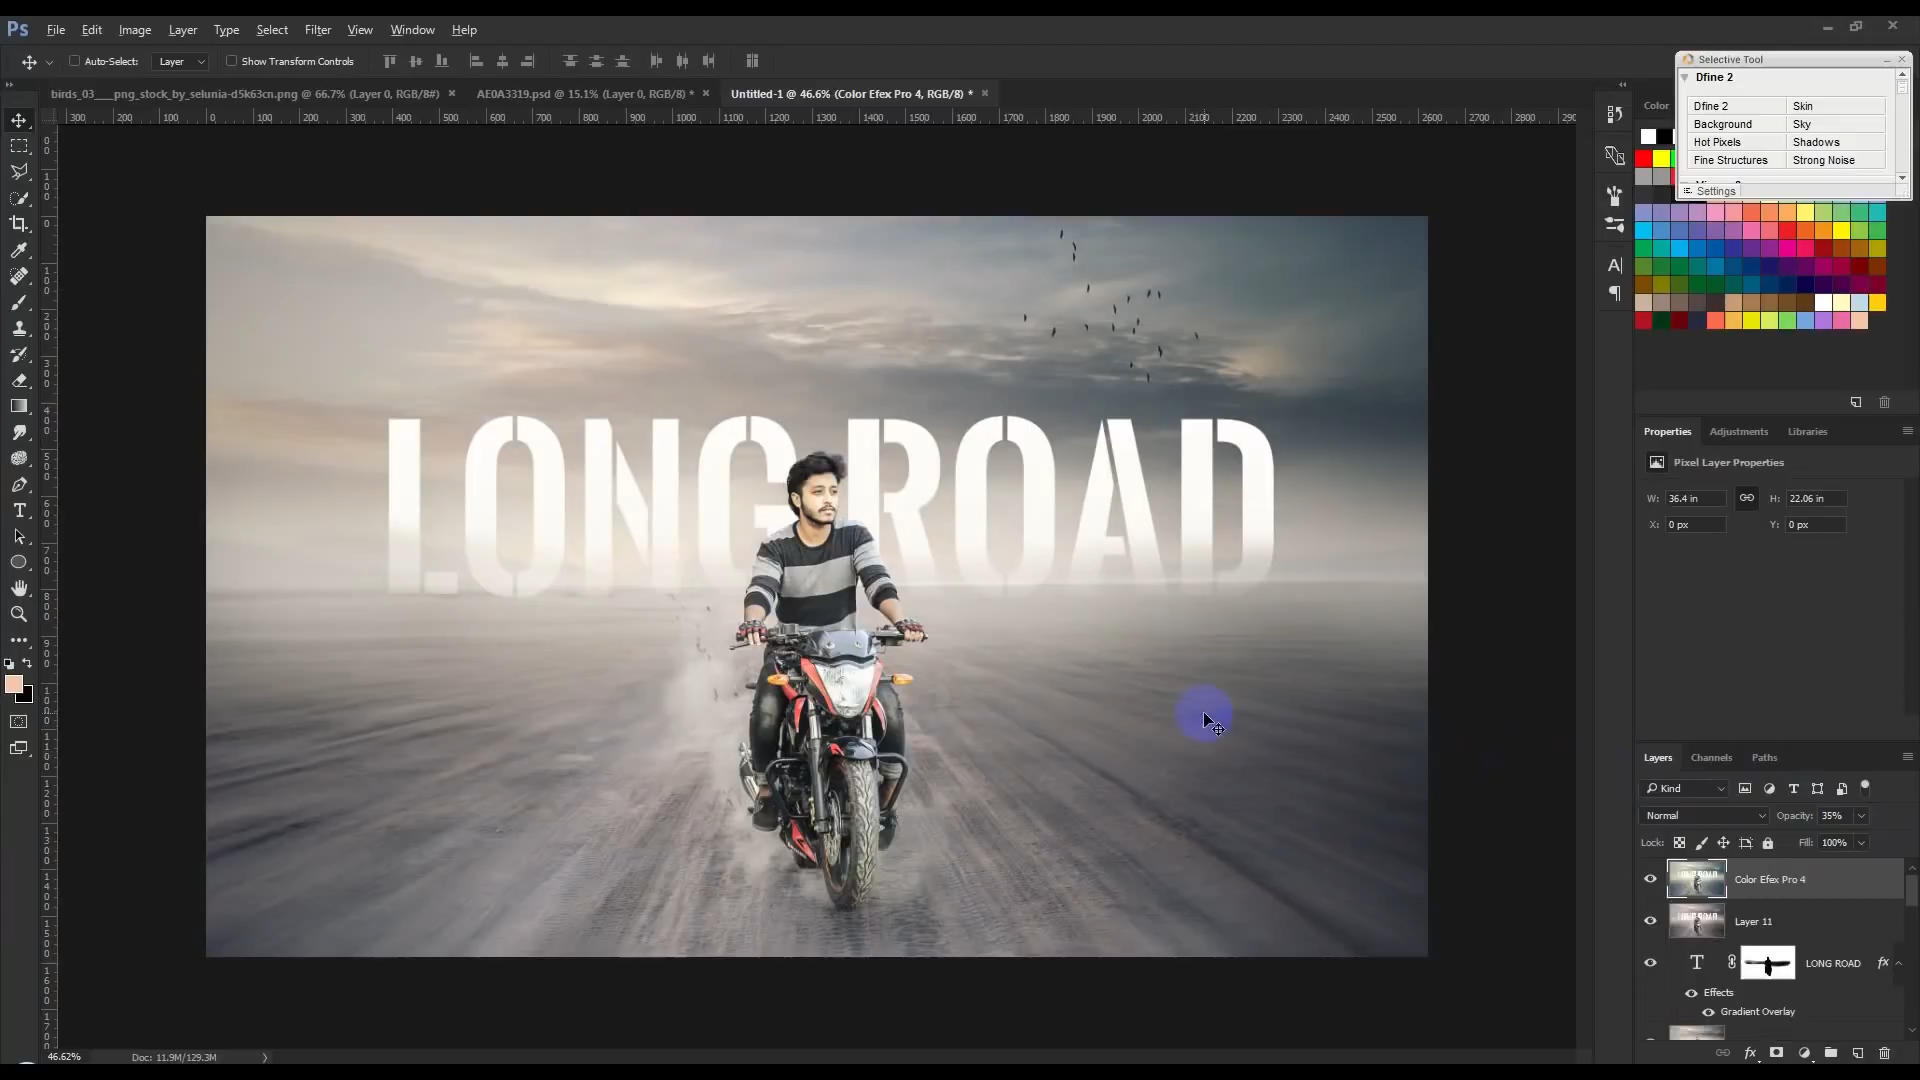 Ps File Edit Image Layer Type Select Filter View Window Help
Auto-Select: Layer Show Transform Controls
birds_03___png_stock_by_selunia-d5k63cn.png @ 66.7% (Layer 0, RGB/8#) × AE0A3319.psd @ 15.1% (Layer 0, RGB/8) * × Untitled-1 @ 46.6% (Color Efex Pro 4, RGB/8) * ×
300 200 100 0 100 200 300 400 500 600 700 800 900 1000 1100 1200 1300 1400 1500 1600 1700 1800 1900 2000 2100 2200 2300 2400 2500 2600 2700 2800
Selective Tool
Dfine 2
Dfine 2 Skin
Background Sky
Hot Pixels Shadows
Fine Structures Strong Noise
Settings
Color
LONG ROAD
Properties Adjustments Libraries
Pixel Layer Properties
W: 36.4 in H: 22.06 in
X: 0 px Y: 0 px
Layers Channels Paths
Kind
Normal Opacity: 35%
Lock: Fill: 100%
Color Efex Pro 4
Layer 11
T LONG ROAD fx
Effects
Gradient Overlay
46.62% Doc: 11.9M/129.3M
fx